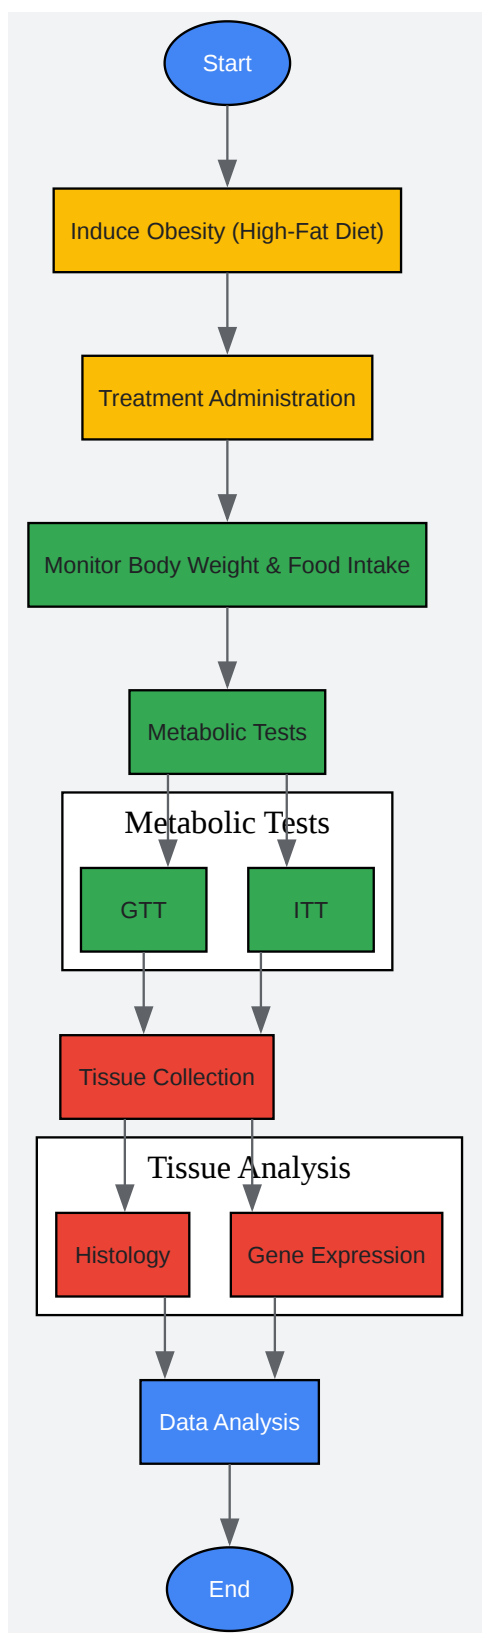 Start
Induce Obesity (High-Fat Diet)
Treatment Administration
Monitor Body Weight & Food Intake
Metabolic Tests
Metabolic Tests
GTT
ITT
Tissue Collection
Tissue Analysis
Histology
Gene Expression
Data Analysis
End